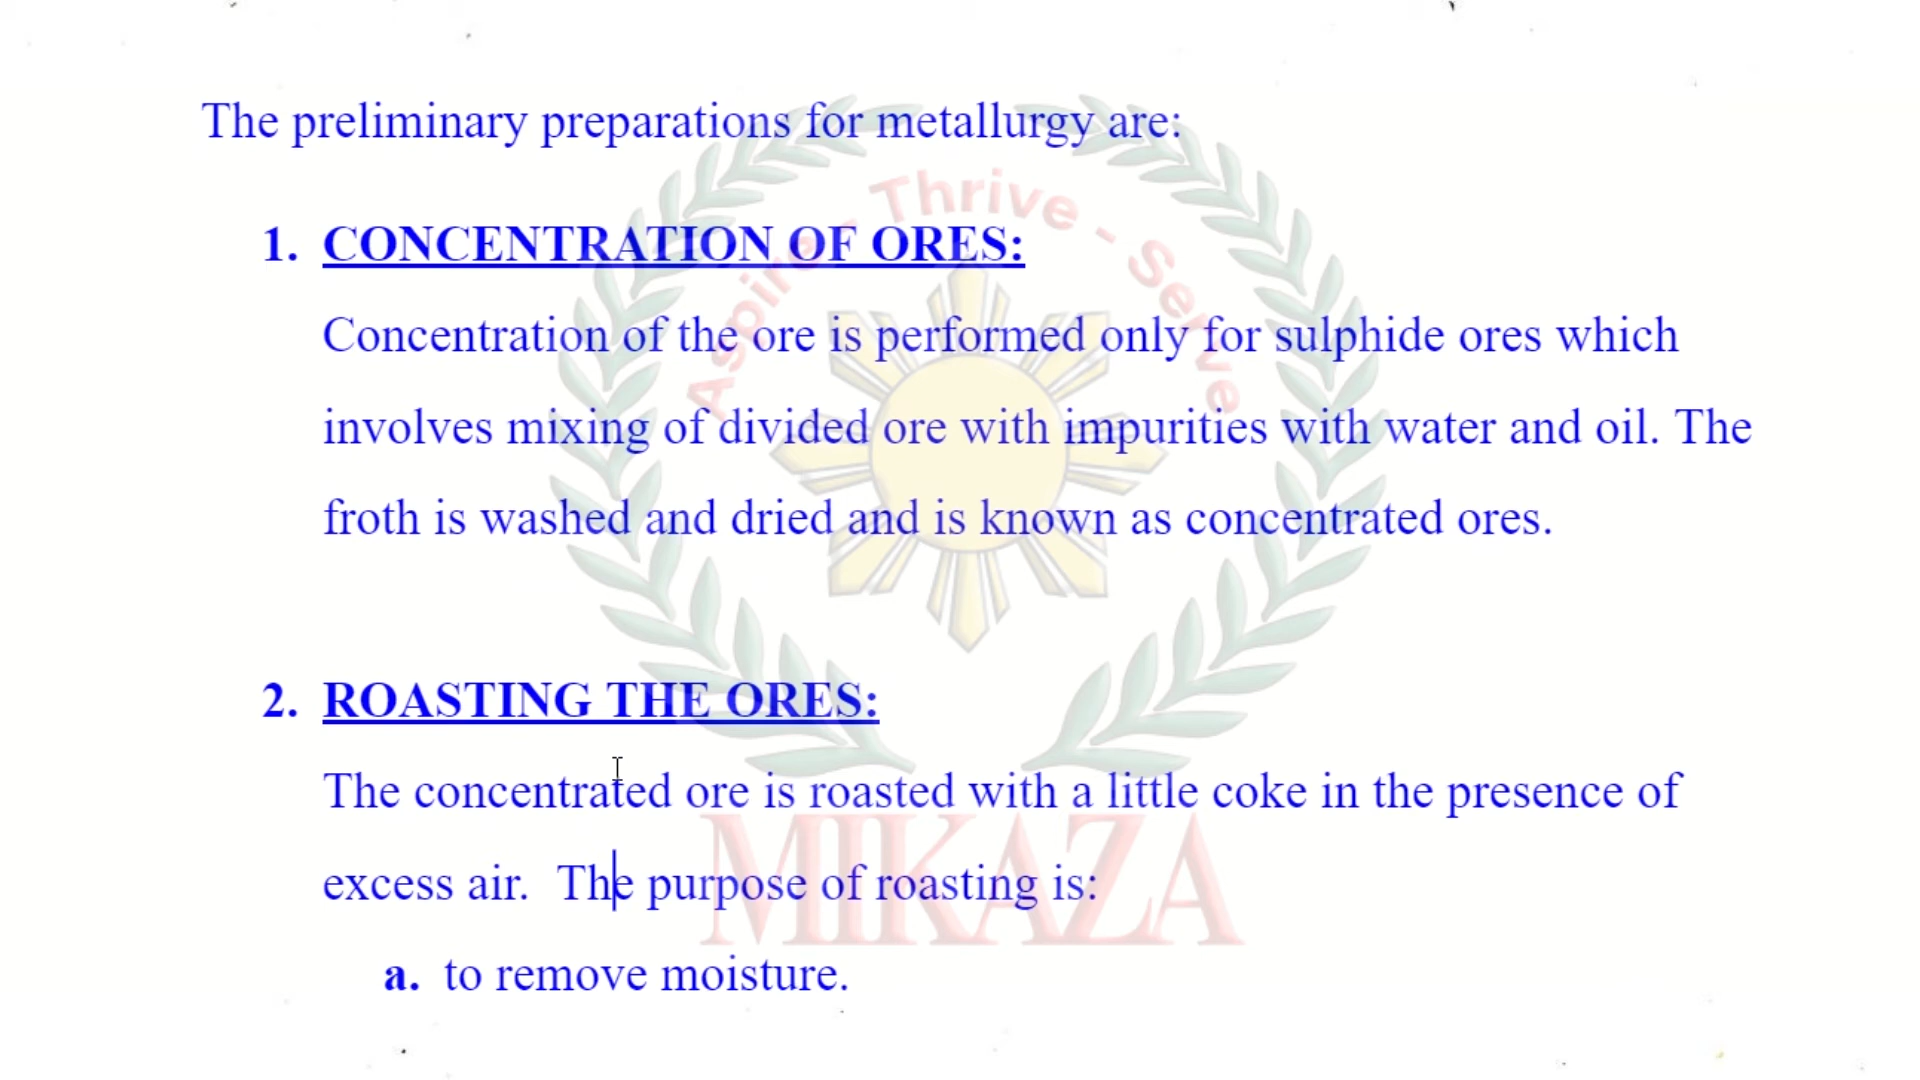 The preliminary preparations for metallurgy are:
Aspire - Thrive - Serve
1. CONCENTRATION OF ORES:
Concentration of the ore is performed only for sulphide ores which
involves mixing of divided ore with impurities with water and oil. The
froth is washed and dried and is known as concentrated ores.
2. ROASTING THE ORES:
The concentrated ore is roasted with a little coke in the presence of
MIKAZA
excess air. The purpose of roasting is:
a. to remove moisture.